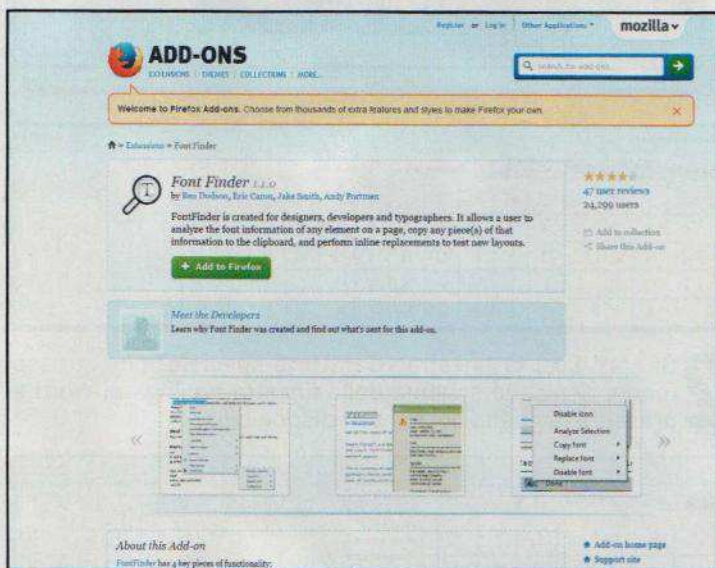 Register or Log in Other Applications mozilla
ADD-ONS
EXTENSIONS | THEMES | COLLECTIONS | MORE...
search for add-ons
Welcome to Firefox Add-ons. Choose from thousands of extra features and styles to make Firefox your own.
» Extensions » Font Finder
Font Finder 1.1.0
by Ben Dodson, Eric Caron, Jake Smith, Andy Portmen
FontFinder is created for designers, developers and typographers. It allows a user to
analyze the font information of any element on a page, copy any piece(s) of that
information to the clipboard, and perform inline replacements to test new layouts.
+ Add to Firefox
47 user reviews
24,299 users
Add to collection
Share this Add-on
Meet the Developers
Learn why Font Finder was created and find out what's next for this add-on.
Disable icon
Analyze Selection
Copy font
Replace font
Disable font
Done
About this Add-on
FontFinder has 4 key pieces of functionality:
Add-on home page
Support site